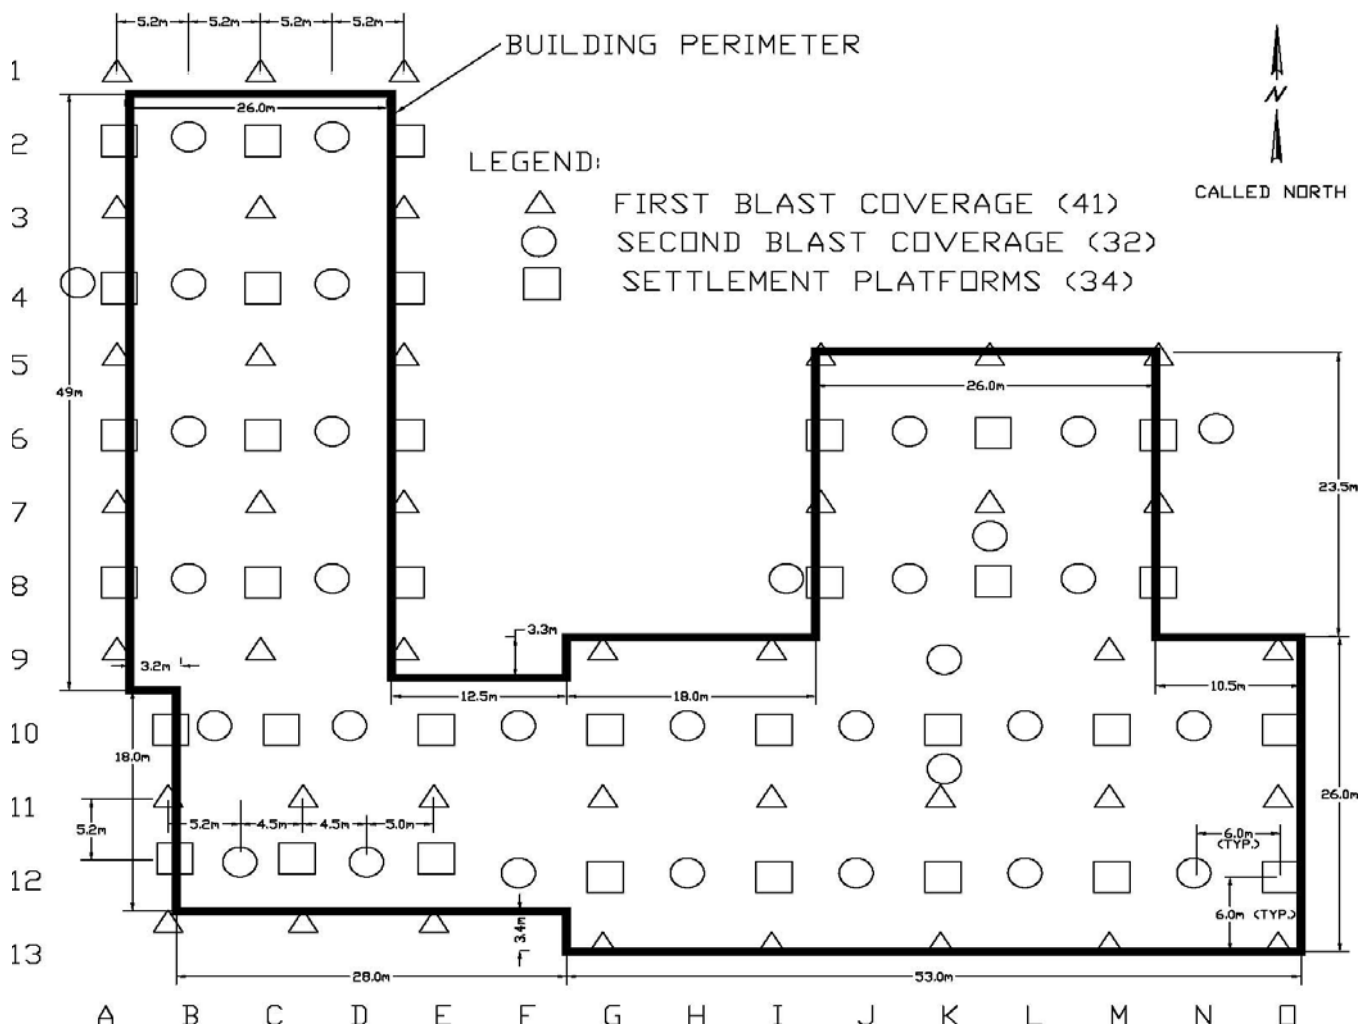 5.2m 5.2m 5.2m 5.2m
BUILDING PERIMETER
1
26.0m
N
2
LEGEND:
CALLED NORTH
3
FIRST BLAST COVERAGE (41)
SECOND BLAST COVERAGE (32)
4
SETTLEMENT PLATFORMS (34)
5
26.0m
49m
6
23.5m
7
8
3.3m
9
3.2m
12.5m 18.0m 10.5m
10
18.0m
11
26.0m
5.2m
5.2m 4.5m 4.5m 5.0m
6.0m
(TYP.)
12
6.0m (TYP.)
3.4m
13
28.0m 53.0m
A B C D E F G H I J K L M N O